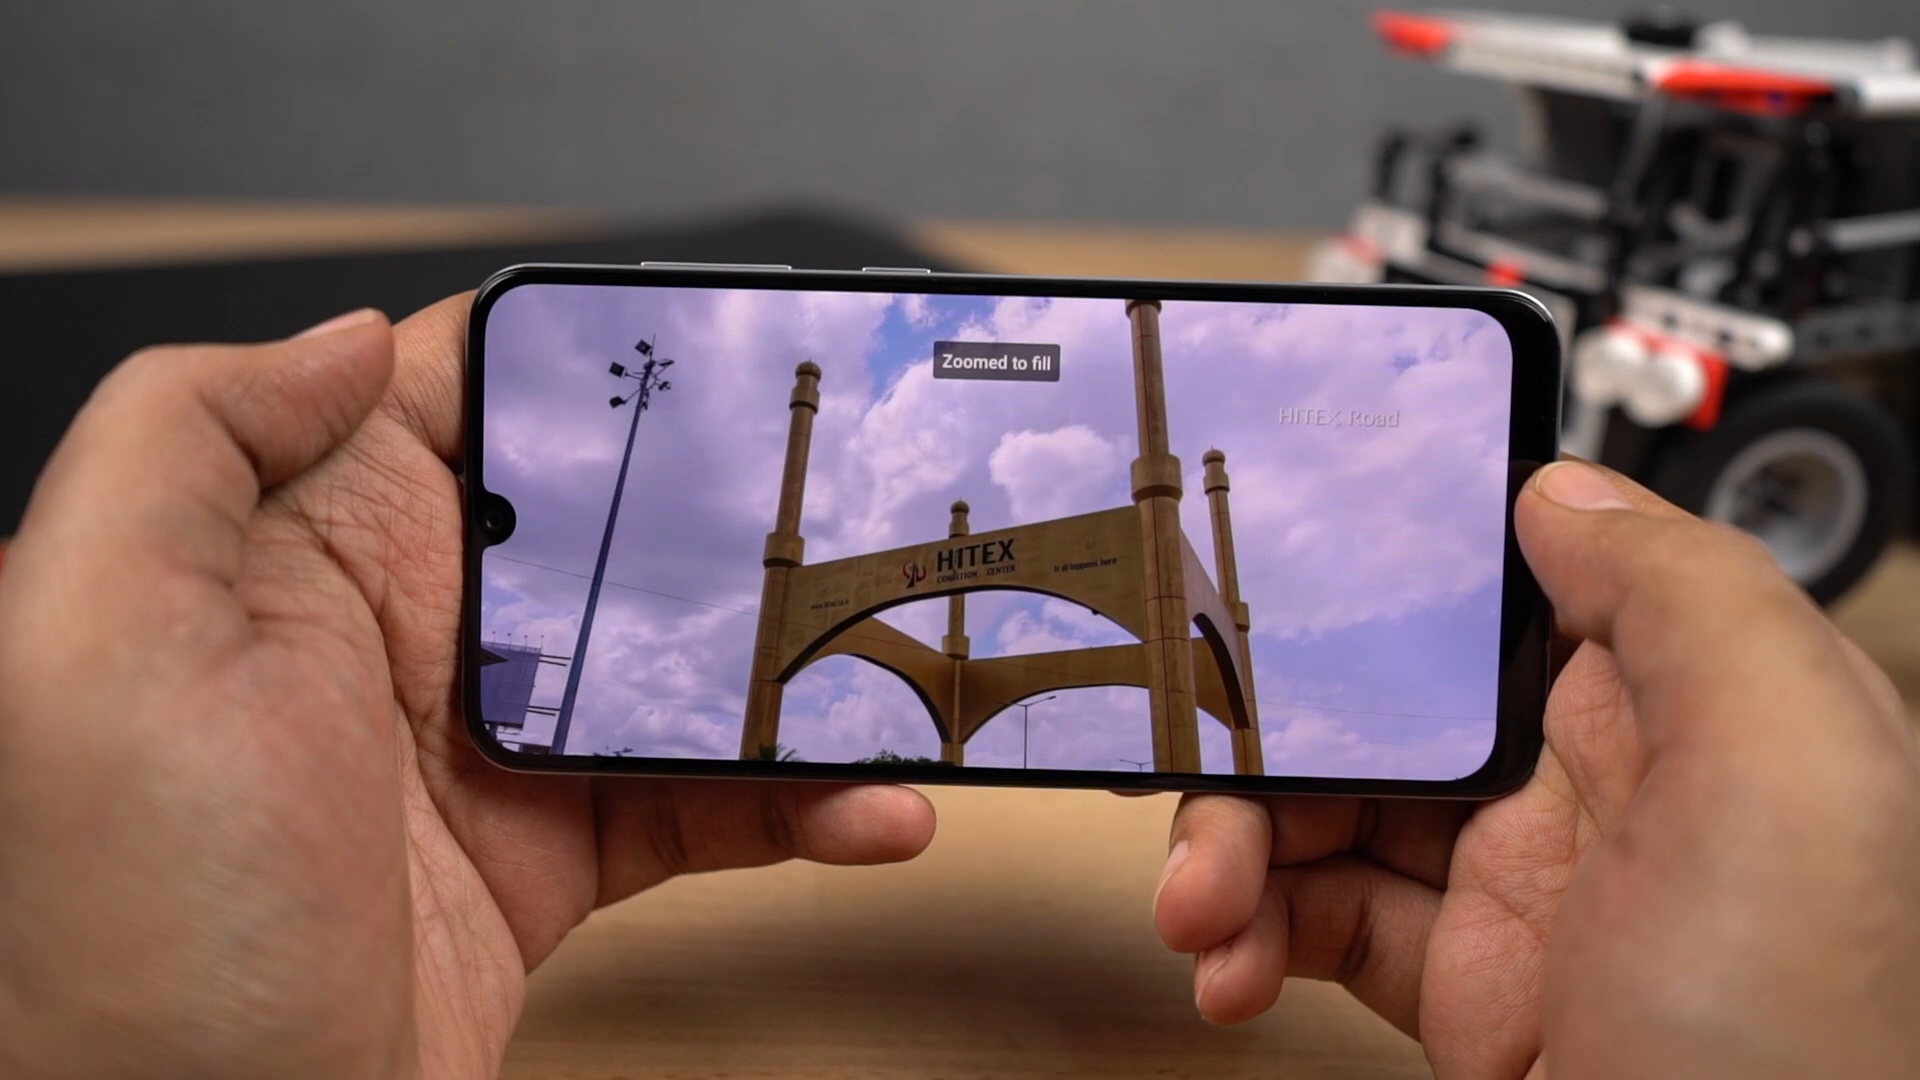 Zoomed to fill
HITEX Road
HITEX
EXHIBITION CENTER
It all happens here